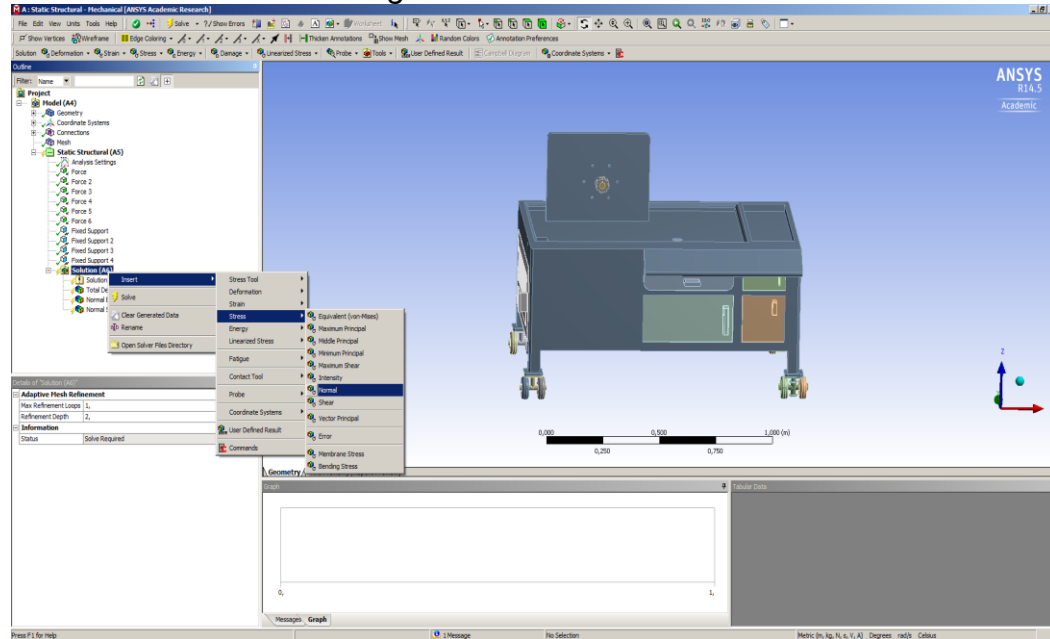 A : Static Structural - Mechanical [ANSYS Academic Research]
File Edit View Units Tools Help Solve ?/Show Errors Worksheet
Show Vertices Wireframe Edge Coloring Thicken Annotations Show Mesh Random Colors Annotation Preferences
Solution Deformation Strain Stress Energy Damage Linearized Stress Probe Tools User Defined Result Campbell Diagram Coordinate Systems
Outline
Filter: Name
Project
Model (A4)
Geometry
Coordinate Systems
Connections
Mesh
Static Structural (A5)
Analysis Settings
Force
Force 2
Force 3
Force 4
Force 5
Force 6
Fixed Support
Fixed Support 2
Fixed Support 3
Fixed Support 4
Solution (A6)
Solution
Total De
Normal
Normal
Insert
Solve
Clear Generated Data
Rename
Open Solver Files Directory
Stress Tool
Deformation
Strain
Stress
Energy
Linearized Stress
Fatigue
Contact Tool
Probe
Coordinate Systems
User Defined Result
Commands
Equivalent (von-Mises)
Maximum Principal
Middle Principal
Minimum Principal
Maximum Shear
Intensity
Normal
Shear
Vector Principal
Error
Membrane Stress
Bending Stress
ANSYS
R14.5
Academic
Z
0,000 0,500 1,000 (m)
0,250 0,750
Details of "Solution (A6)"
Adaptive Mesh Refinement
Max Refinement Loops 1,
Refinement Depth 2,
Information
Status Solve Required
Geometry
Graph
Tabular Data
0, 1,
Messages Graph
Press F1 for Help 1 Message No Selection Metric (m, kg, N, s, V, A) Degrees rad/s Celsius